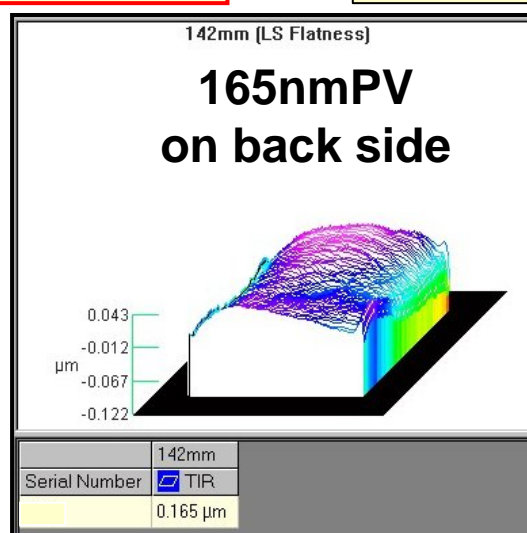 142mm (LS Flatness)
165nmPV
on back side
0.043
-0.012
µm
-0.067
-0.122
142mm
Serial Number TIR
0.165 µm